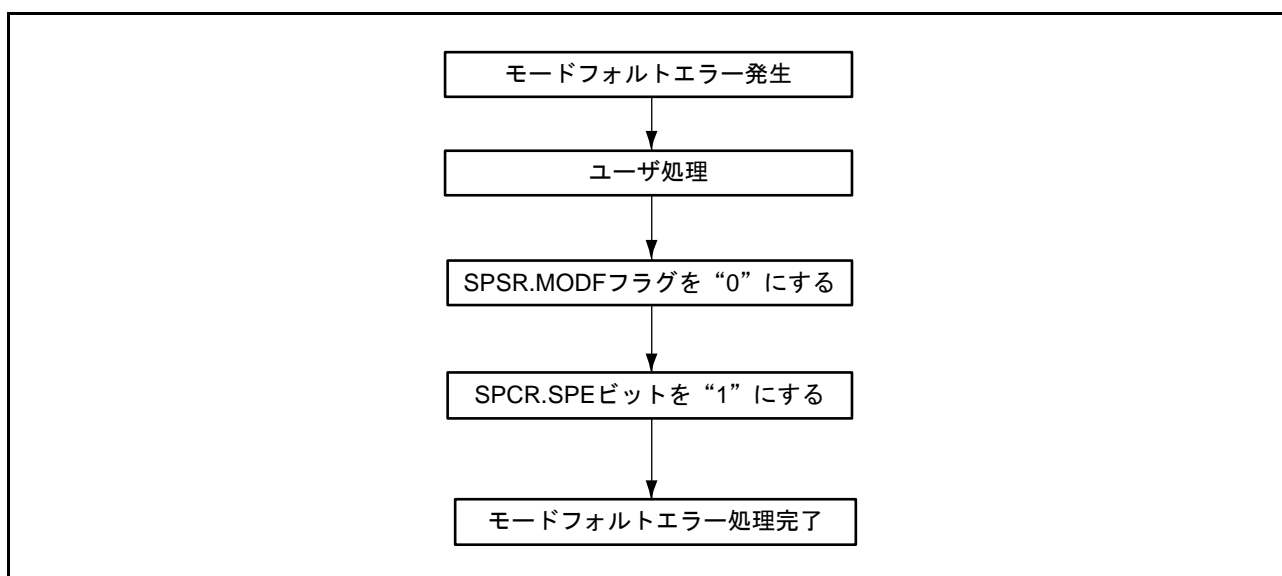 モードフォルトエラー発生
ユーザ処理
SPSR.MODFフラグを“0”にする
SPCR.SPEビットを“1”にする
モードフォルトエラー処理完了